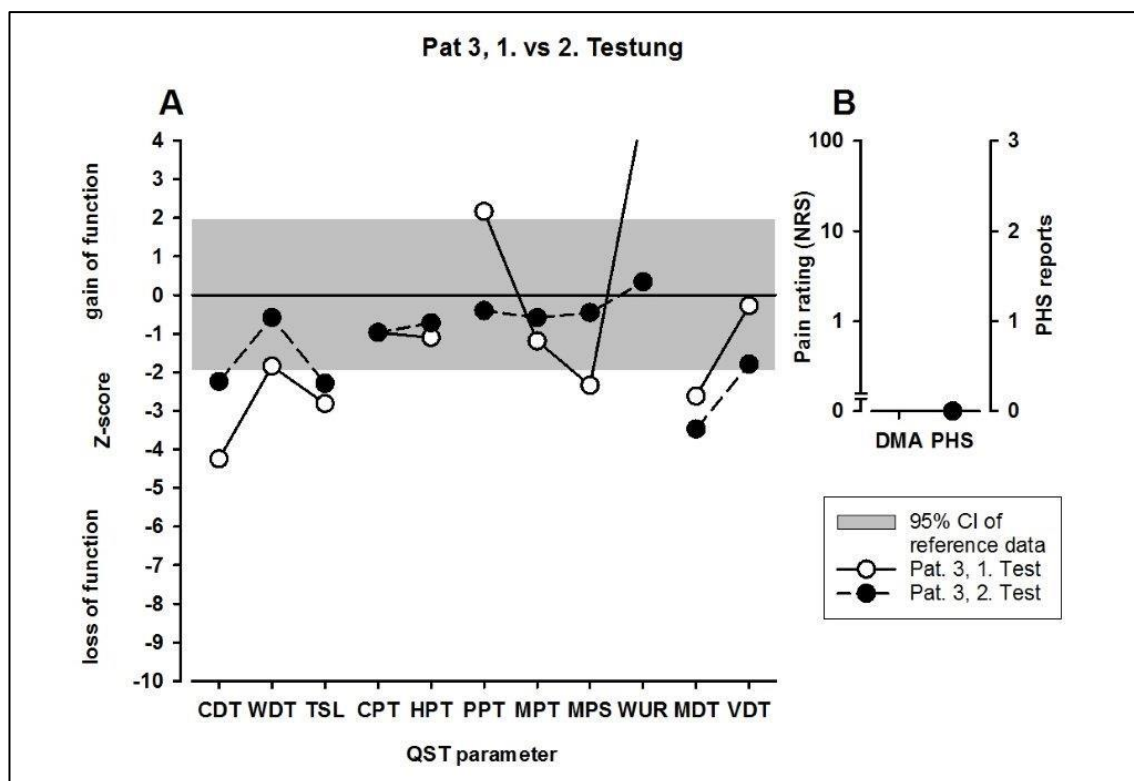 Pat 3, 1. vs 2. Testung
A
gain of function
Z-score
loss of function
4
3
2
1
0
-1
-2
-3
-4
-5
-6
-7
-8
-9
-10
CDT WDT TSL CPT HPT PPT MPT MPS WUR MDT VDT
QST parameter
B
Pain rating (NRS)
100
10
1
0
3
2
1
0
PHS reports
DMA PHS
95% CI of
reference data
Pat. 3, 1. Test
Pat. 3, 2. Test